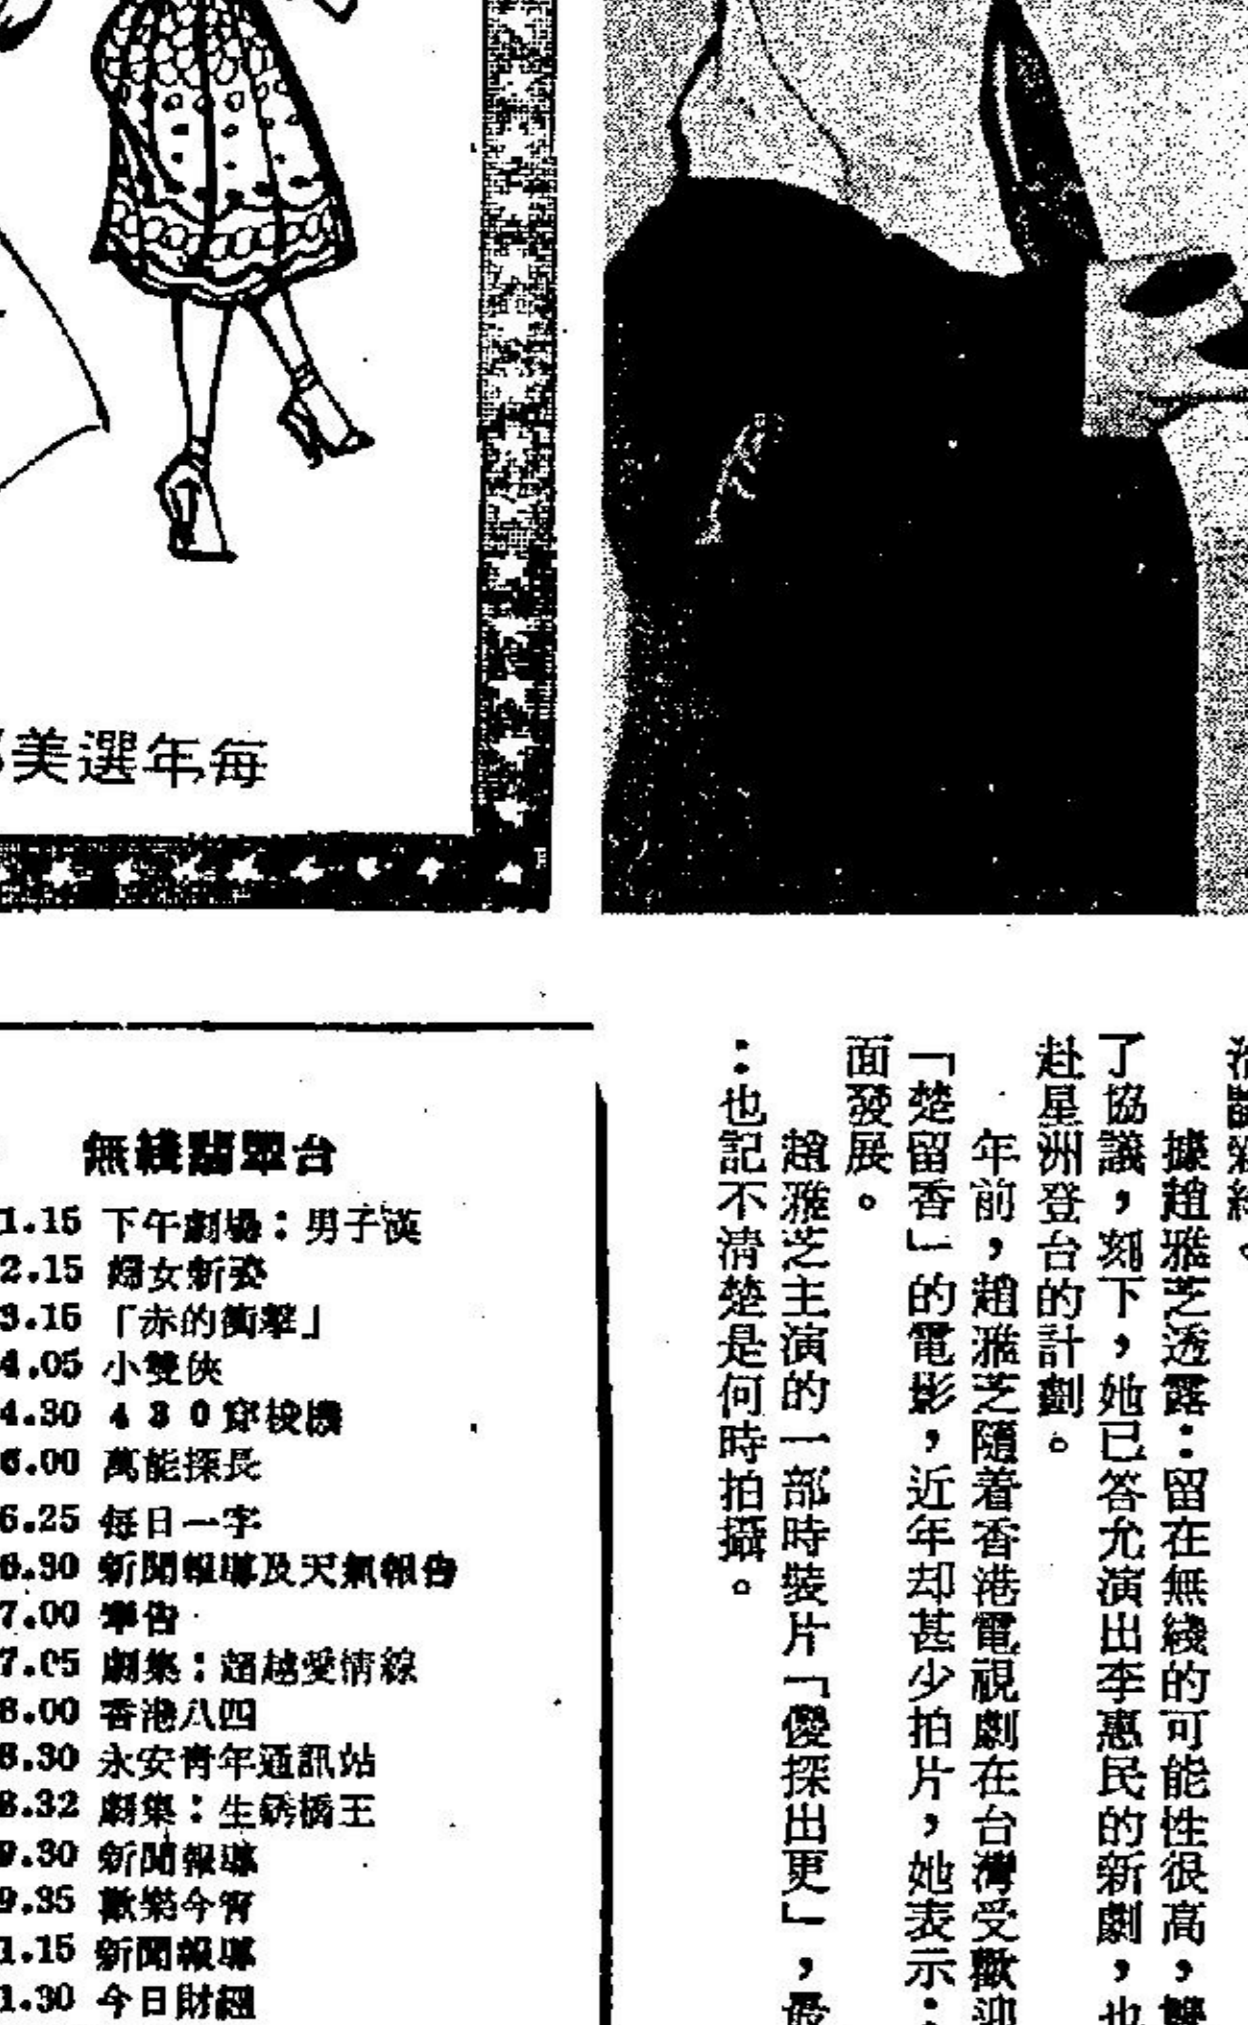 每年選美
洽商籤約。
據趙雅芝透露：留在無綫的可能性很高，雙
了協議，刻下，她已答允演出李惠民的新劇，也
赴星洲登台的計劃。
年前，趙雅芝隨着香港電視劇在台灣受歡迎
「楚留香」的電影，近年却甚少拍片，她表示：
面發展。
趙雅芝主演的一部時裝片「傻探出更」，最
：也記不清楚是何時拍攝。
無綫翡翠台
1.15 下午劇場：男子漢
2.15 婦女新姿
3.15 「赤的衝擊」
4.05 小雙俠
4.30 430穿梭機
6.00 萬能探長
6.25 每日一字
6.30 新聞報導及天氣報告
7.00 東告
7.05 劇集：超越愛情線
8.00 香港八四
8.30 永安青年通訊站
8.32 劇集：生銹橋王
9.30 新聞報導
9.35 歡樂今宵
1.15 新聞報導
1.30 今日財經